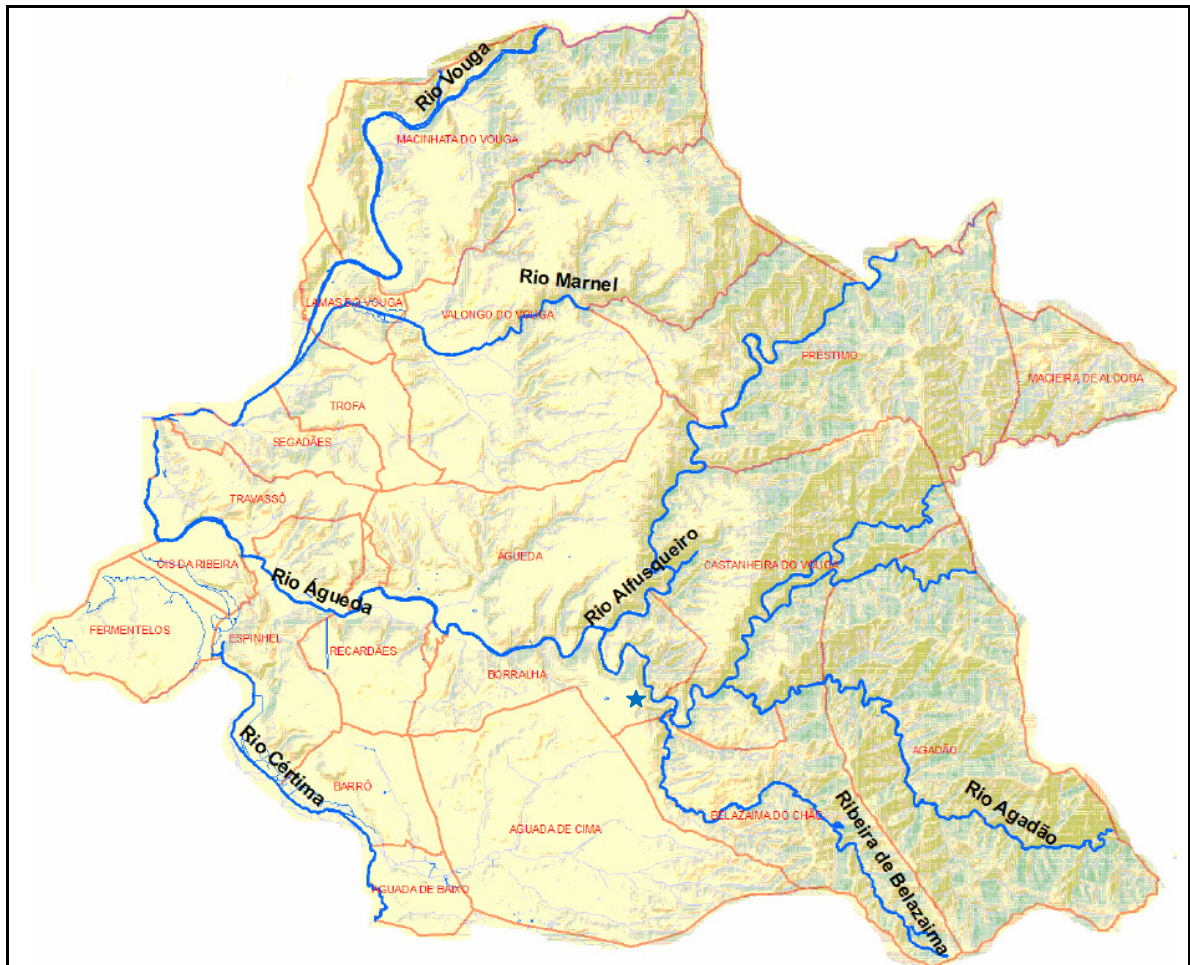 Rio Vouga
MACINHATA DO VOUGA
Rio Marnel
LAMAS DO VOUGA
VALONGO DO VOUGA
PRÉSTIMO
MACIEIRA DE ALCOBA
TROFA
SEGADÃES
TRAVASSÔ
ÁGUEDA
Rio Alfusqueiro
CASTANHEIRA DO VOUGA
ÓIS DA RIBEIRA
Rio Águeda
FERMENTELOS
ESPINHEL
RECARDÃES
BORRALHA
Rio Cértima
BARRÔ
AGADÃO
Rio Agadão
AGUADA DE CIMA
BELAZAIMA DO CHÃO
Ribeira de Belazaima
AGUADA DE BAIXO